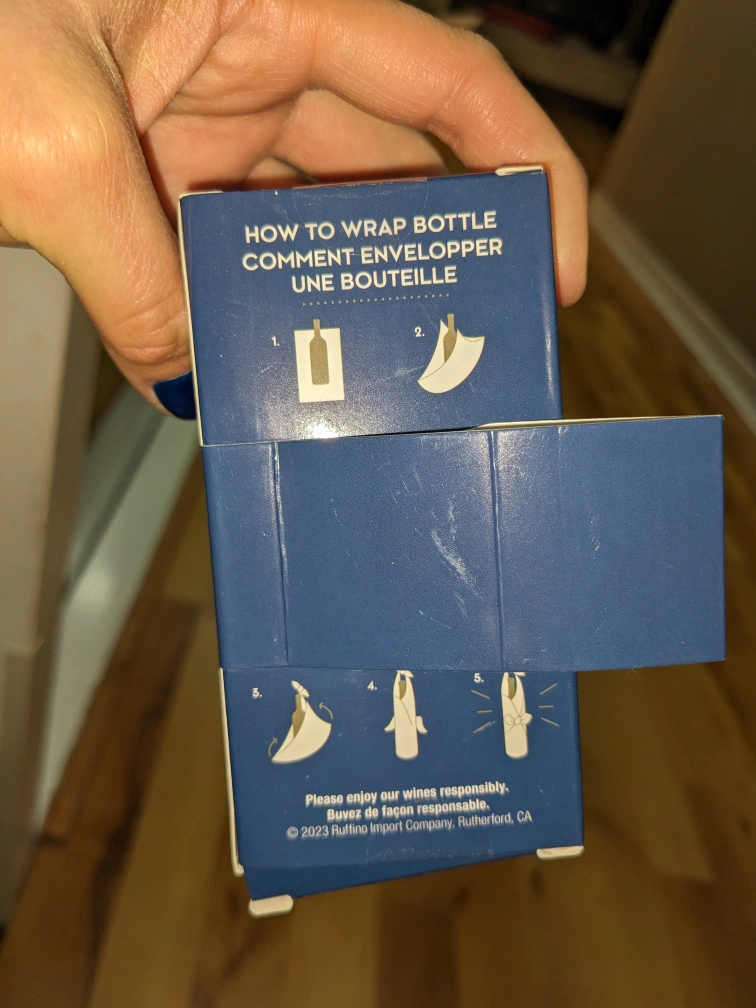 HOW TO WRAP BOTTLE
COMMENT ENVELOPPER
UNE BOUTEILLE
1.
2.
3.
4.
5.
Please enjoy our wines responsibly.
Buvez de façon responsable.
© 2023 Ruffino Import Company, Rutherford, CA